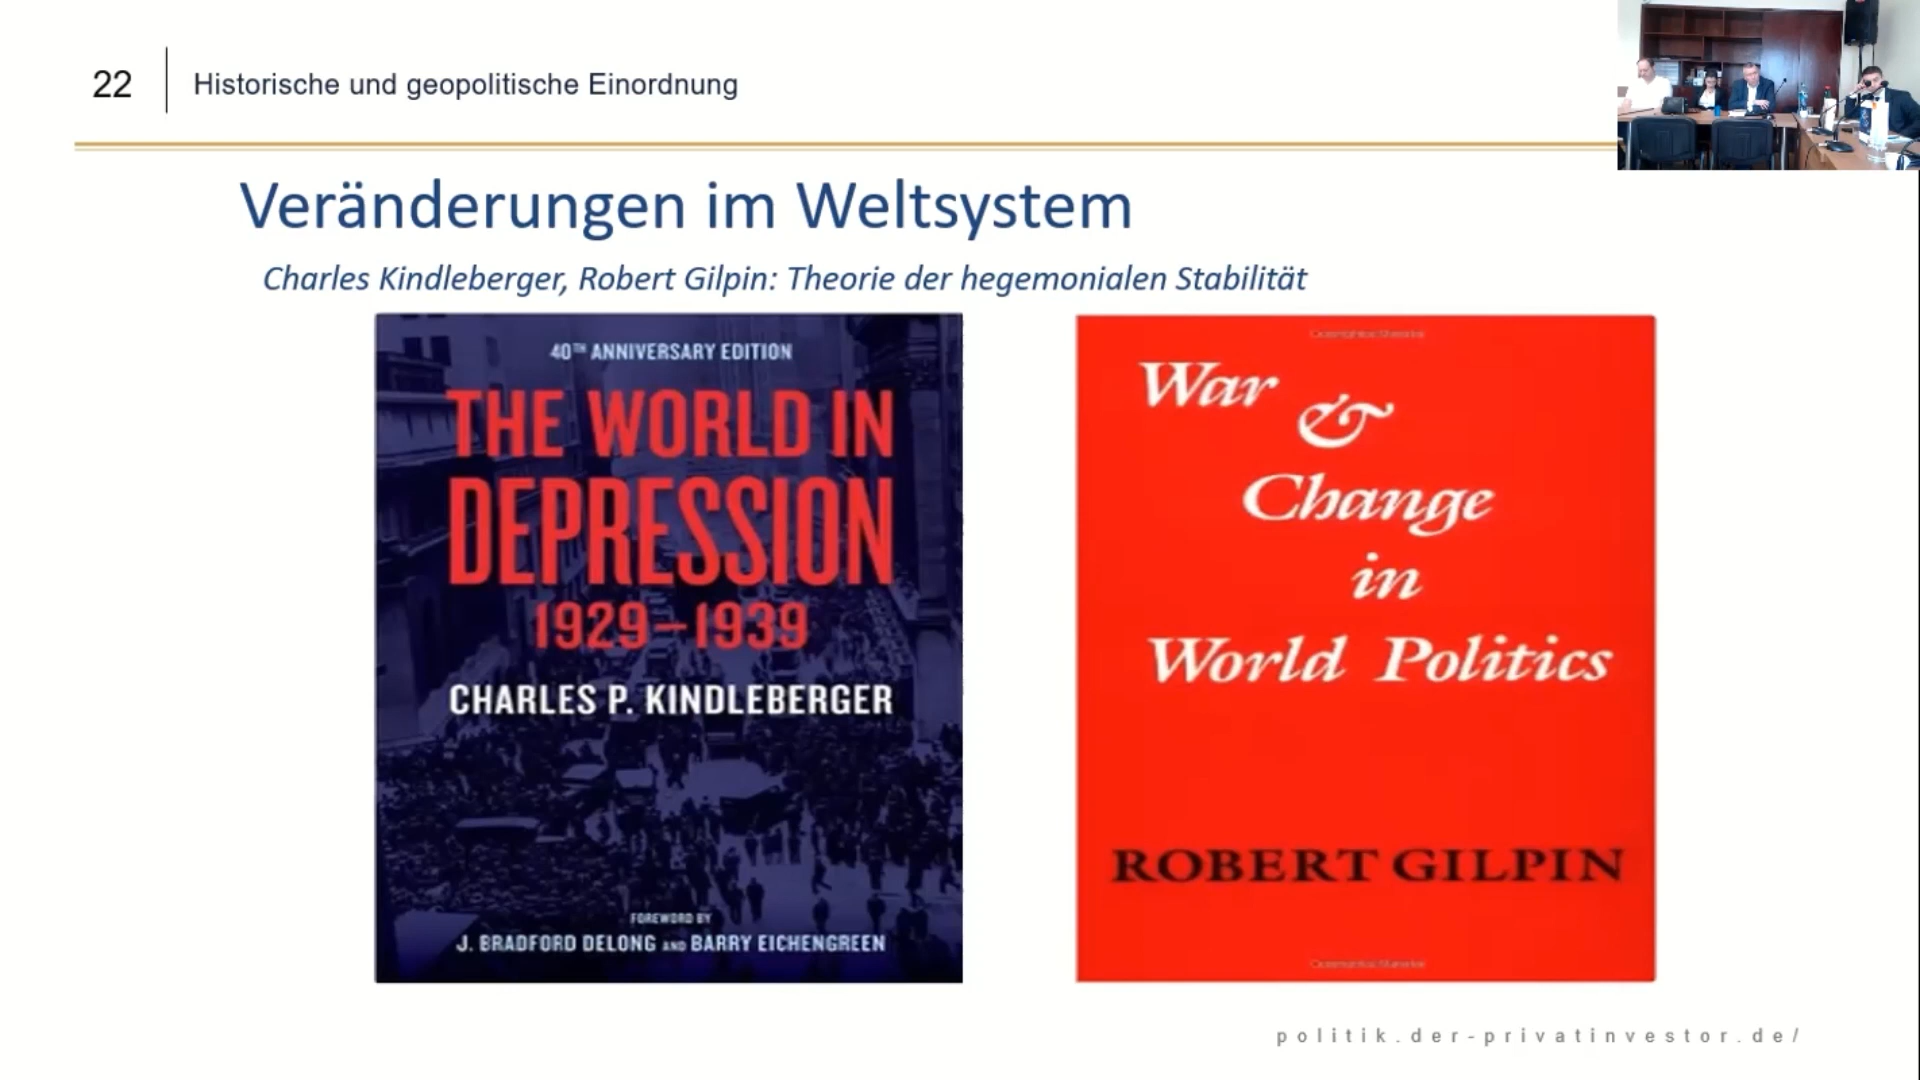 22
Historische und geopolitische Einordnung
Veränderungen im Weltsystem
Charles Kindleberger, Robert Gilpin: Theorie der hegemonialen Stabilität
40TH ANNIVERSARY EDITION
THE WORLD IN
DEPRESSION
1929–1939
CHARLES P. KINDLEBERGER
FOREWORD BY
J. BRADFORD DELONG AND BARRY EICHENGREEN
War
&
Change
in
World Politics
ROBERT GILPIN
politik.der-privatinvestor.de/